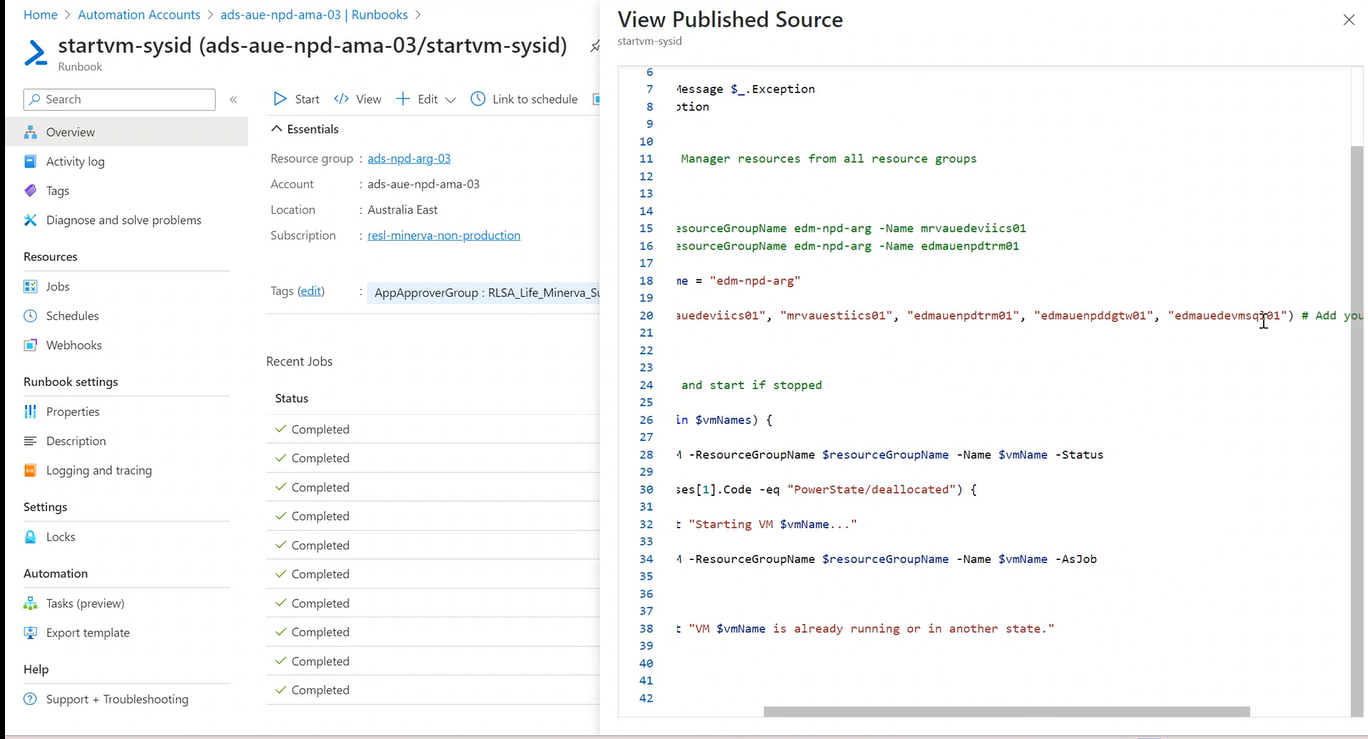 Home > Automation Accounts > ads-aue-npd-ama-03 | Runbooks >
startvm-sysid (ads-aue-npd-ama-03/startvm-sysid)
Runbook
Search
«
Overview
Activity log
Tags
Diagnose and solve problems
Resources
Jobs
Schedules
Webhooks
Runbook settings
Properties
Description
Logging and tracing
Settings
Locks
Automation
Tasks (preview)
Export template
Help
Support + Troubleshooting
Start View Edit Link to schedule
Essentials
Resource group : ads-npd-arg-03
Account : ads-aue-npd-ama-03
Location : Australia East
Subscription : resl-minerva-non-production
Tags (edit) : AppApproverGroup : RLSA_Life_Minerva_Su
Recent Jobs
Status
Completed
Completed
Completed
Completed
Completed
Completed
Completed
Completed
Completed
Completed
View Published Source
startvm-sysid
6
7 Message $_.Exception
8 ption
9
10
11 Manager resources from all resource groups
12
13
14
15 esourceGroupName edm-npd-arg -Name mrvauedeviics01
16 esourceGroupName edm-npd-arg -Name edmauenpdtrm01
17
18 me = "edm-npd-arg"
19
20 auedeviics01", "mrvauestiics01", "edmauenpdtrm01", "edmauenpddgtw01", "edmauedevmsql01") # Add you
21
22
23
24 and start if stopped
25
26 in $vmNames) {
27
28 M -ResourceGroupName $resourceGroupName -Name $vmName -Status
29
30 ses[1].Code -eq "PowerState/deallocated") {
31
32 t "Starting VM $vmName..."
33
34 M -ResourceGroupName $resourceGroupName -Name $vmName -AsJob
35
36
37
38 t "VM $vmName is already running or in another state."
39
40
41
42